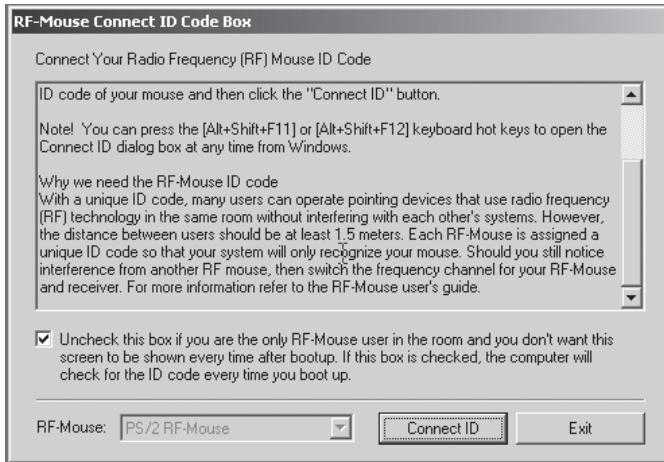 RF-Mouse Connect ID Code Box
Connect Your Radio Frequency (RF) Mouse ID Code
ID code of your mouse and then click the "Connect ID" button.
Note! You can press the [Alt+Shift+F11] or [Alt+Shift+F12] keyboard hot keys to open the
Connect ID dialog box at any time from Windows.
Why we need the RF-Mouse ID code
With a unique ID code, many users can operate pointing devices that use radio frequency
(RF) technology in the same room without interfering with each other's systems. However,
the distance between users should be at least 1.5 meters. Each RF-Mouse is assigned a
unique ID code so that your system will only recognize your mouse. Should you still notice
interference from another RF mouse, then switch the frequency channel for your RF-Mouse
and receiver. For more information refer to the RF-Mouse user's guide.
Uncheck this box if you are the only RF-Mouse user in the room and you don't want this
screen to be shown every time after bootup. If this box is checked, the computer will
check for the ID code every time you boot up.
RF-Mouse: PS/2 RF-Mouse Connect ID Exit